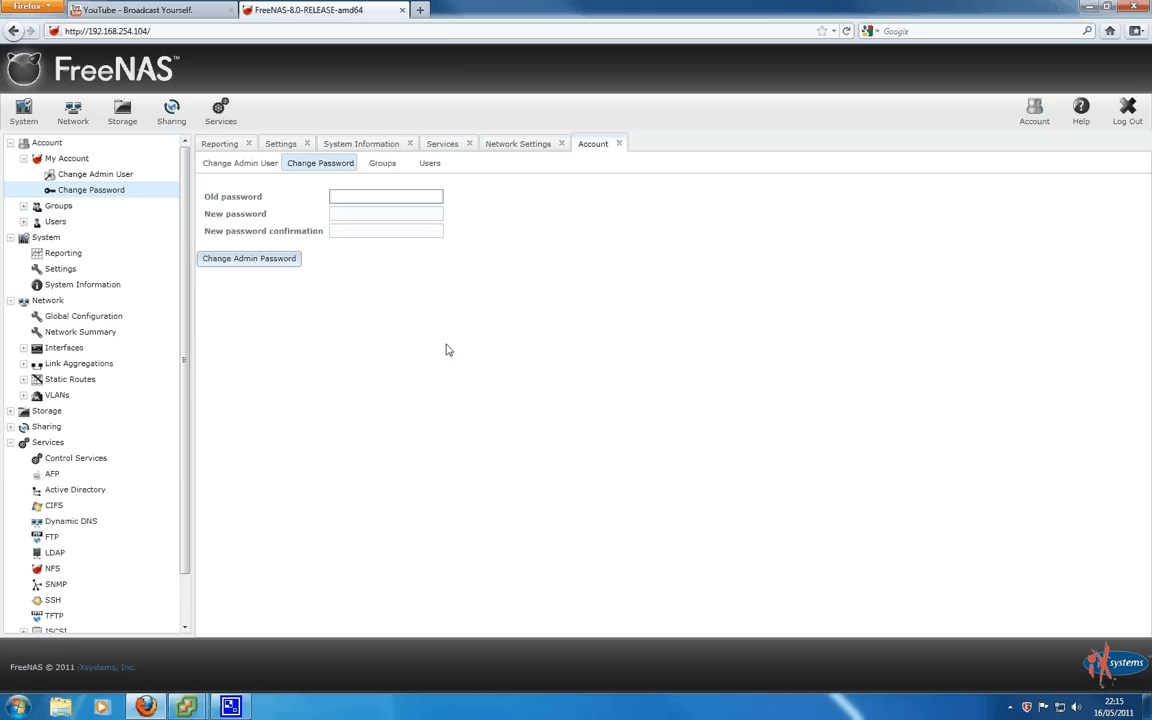 Firefox
YouTube - Broadcast Yourself.
FreeNAS-8.0-RELEASE-amd64
http://192.168.254.104/
Google
FreeNAS™
System
Network
Storage
Sharing
Services
Account
Help
Log Out
Account
My Account
Change Admin User
Change Password
Groups
Users
System
Reporting
Settings
System Information
Network
Global Configuration
Network Summary
Interfaces
Link Aggregations
Static Routes
VLANs
Storage
Sharing
Services
Control Services
AFP
Active Directory
CIFS
Dynamic DNS
FTP
LDAP
NFS
SNMP
SSH
TFTP
ISCSI
Reporting
Settings
System Information
Services
Network Settings
Account
Change Admin User
Change Password
Groups
Users
Old password
New password
New password confirmation
Change Admin Password
FreeNAS © 2011 iXsystems, Inc.
iXsystems
22:15
16/05/2011